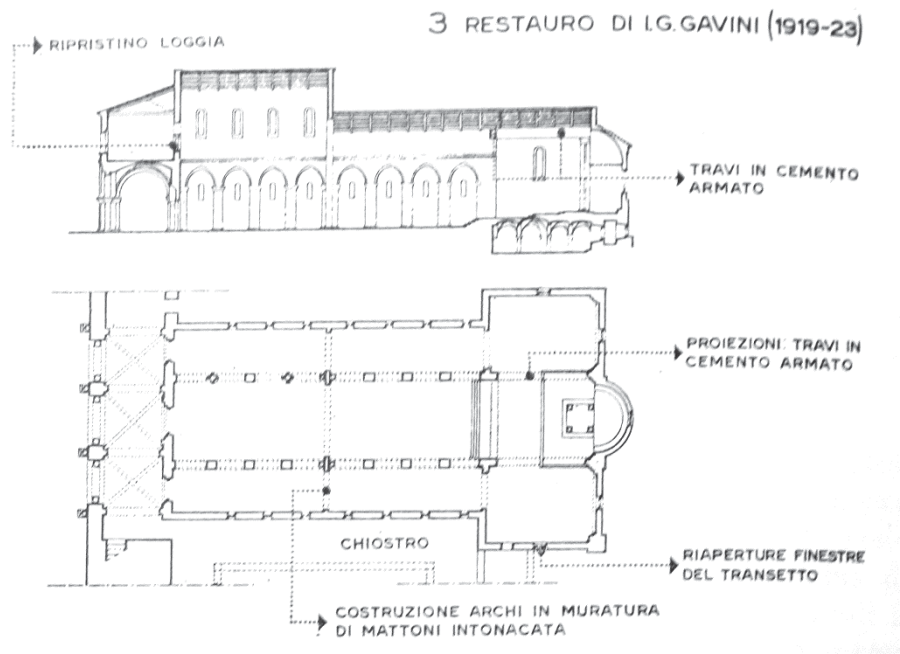 3 RESTAURO DI I.G. GAVINI (1919-23)
RIPRISTINO LOGGIA
TRAVI IN CEMENTO
ARMATO
PROIEZIONI: TRAVI IN
CEMENTO ARMATO
CHIOSTRO
RIAPERTURE FINESTRE
DEL TRANSETTO
COSTRUZIONE ARCHI IN MURATURA
DI MATTONI INTONACATA